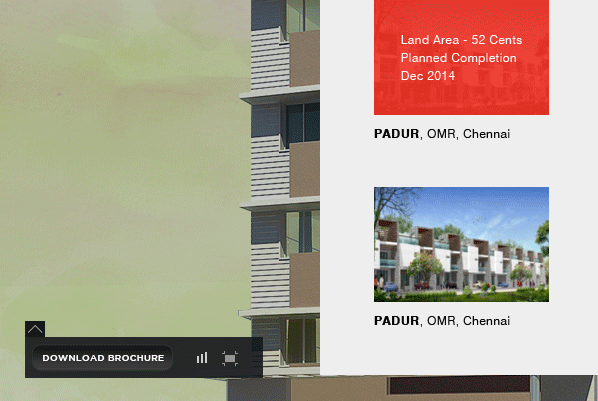 Land Area - 52 Cents
Planned Completion
Dec 2014
PADUR, OMR, Chennai
PADUR, OMR, Chennai
DOWNLOAD BROCHURE